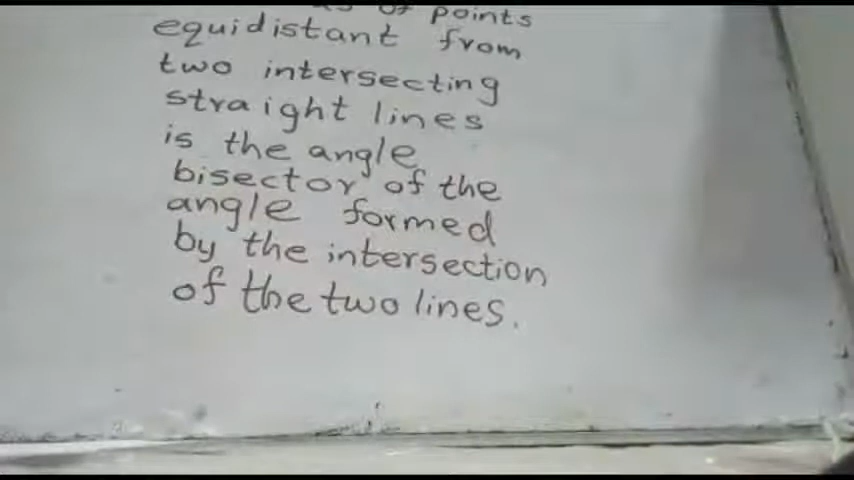 of points
equidistant from
two intersecting
straight lines
is the angle
bisector of the
angle formed
by the intersection
of the two lines.